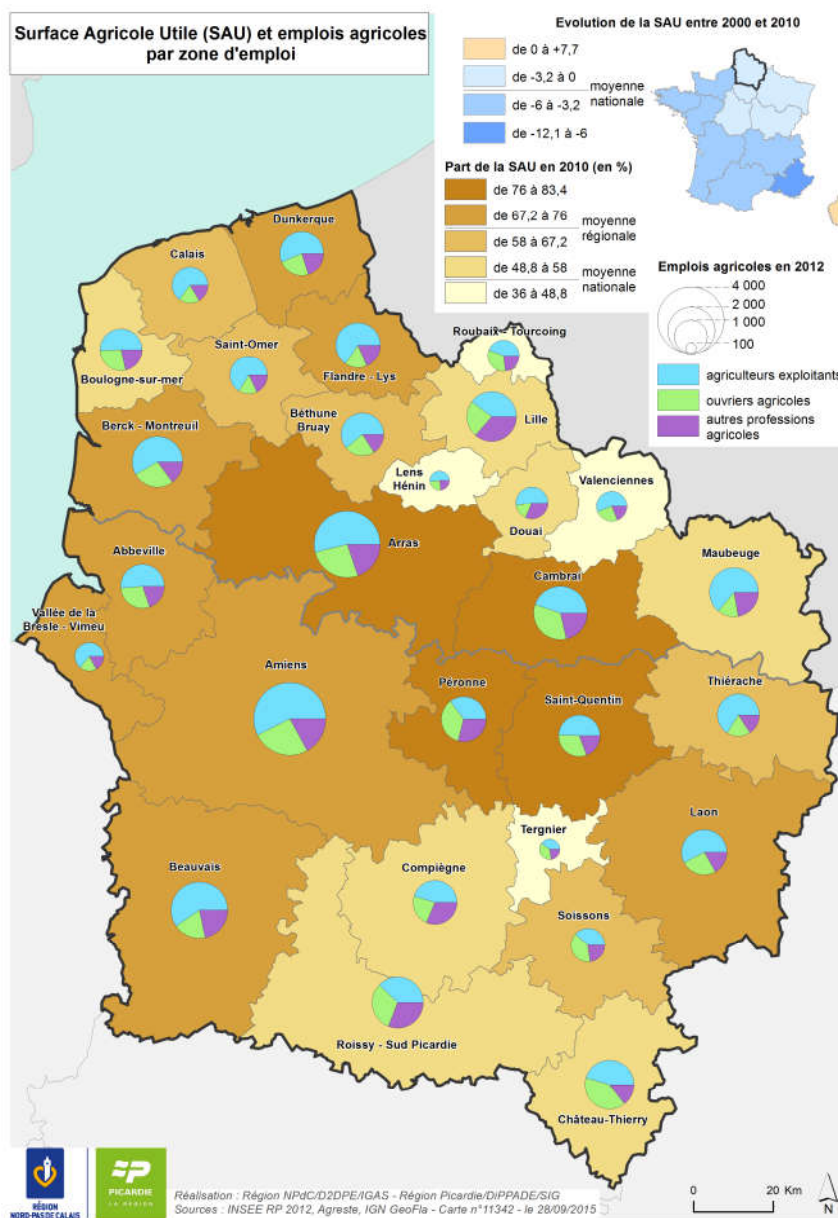 Surface Agricole Utile (SAU) et emplois agricoles
par zone d'emploi
Evolution de la SAU entre 2000 et 2010
de 0 à +7,7
de -3,2 à 0
moyenne
nationale
de -6 à -3,2
de -12,1 à -6
Part de la SAU en 2010 (en %)
de 76 à 83,4
de 67,2 à 76
moyenne
régionale
de 58 à 67,2
de 48,8 à 58
moyenne
nationale
de 36 à 48,8
Emplois agricoles en 2012
4 000
2 000
1 000
100
agriculteurs exploitants
ouvriers agricoles
autres professions
agricoles
Dunkerque
Calais
Roubaix - Tourcoing
Saint-Omer
Boulogne-sur-mer
Flandre - Lys
Berck - Montreuil
Béthune
Bruay
Lille
Lens
Hénin
Valenciennes
Douai
Arras
Abbeville
Cambrai
Maubeuge
Vallée de la
Bresle - Vimeu
Amiens
Péronne
Saint-Quentin
Thiérache
Laon
Tergnier
Beauvais
Compiègne
Soissons
Roissy - Sud Picardie
Château-Thierry
RÉGION
NORD-PAS DE CALAIS
PICARDIE
LA RÉGION
Réalisation : Région NPdC/D2DPE/IGAS - Région Picardie/DiPPADE/SIG
Sources : INSEE RP 2012, Agreste, IGN GeoFla - Carte n°11342 - le 28/09/2015
0 20 Km
N